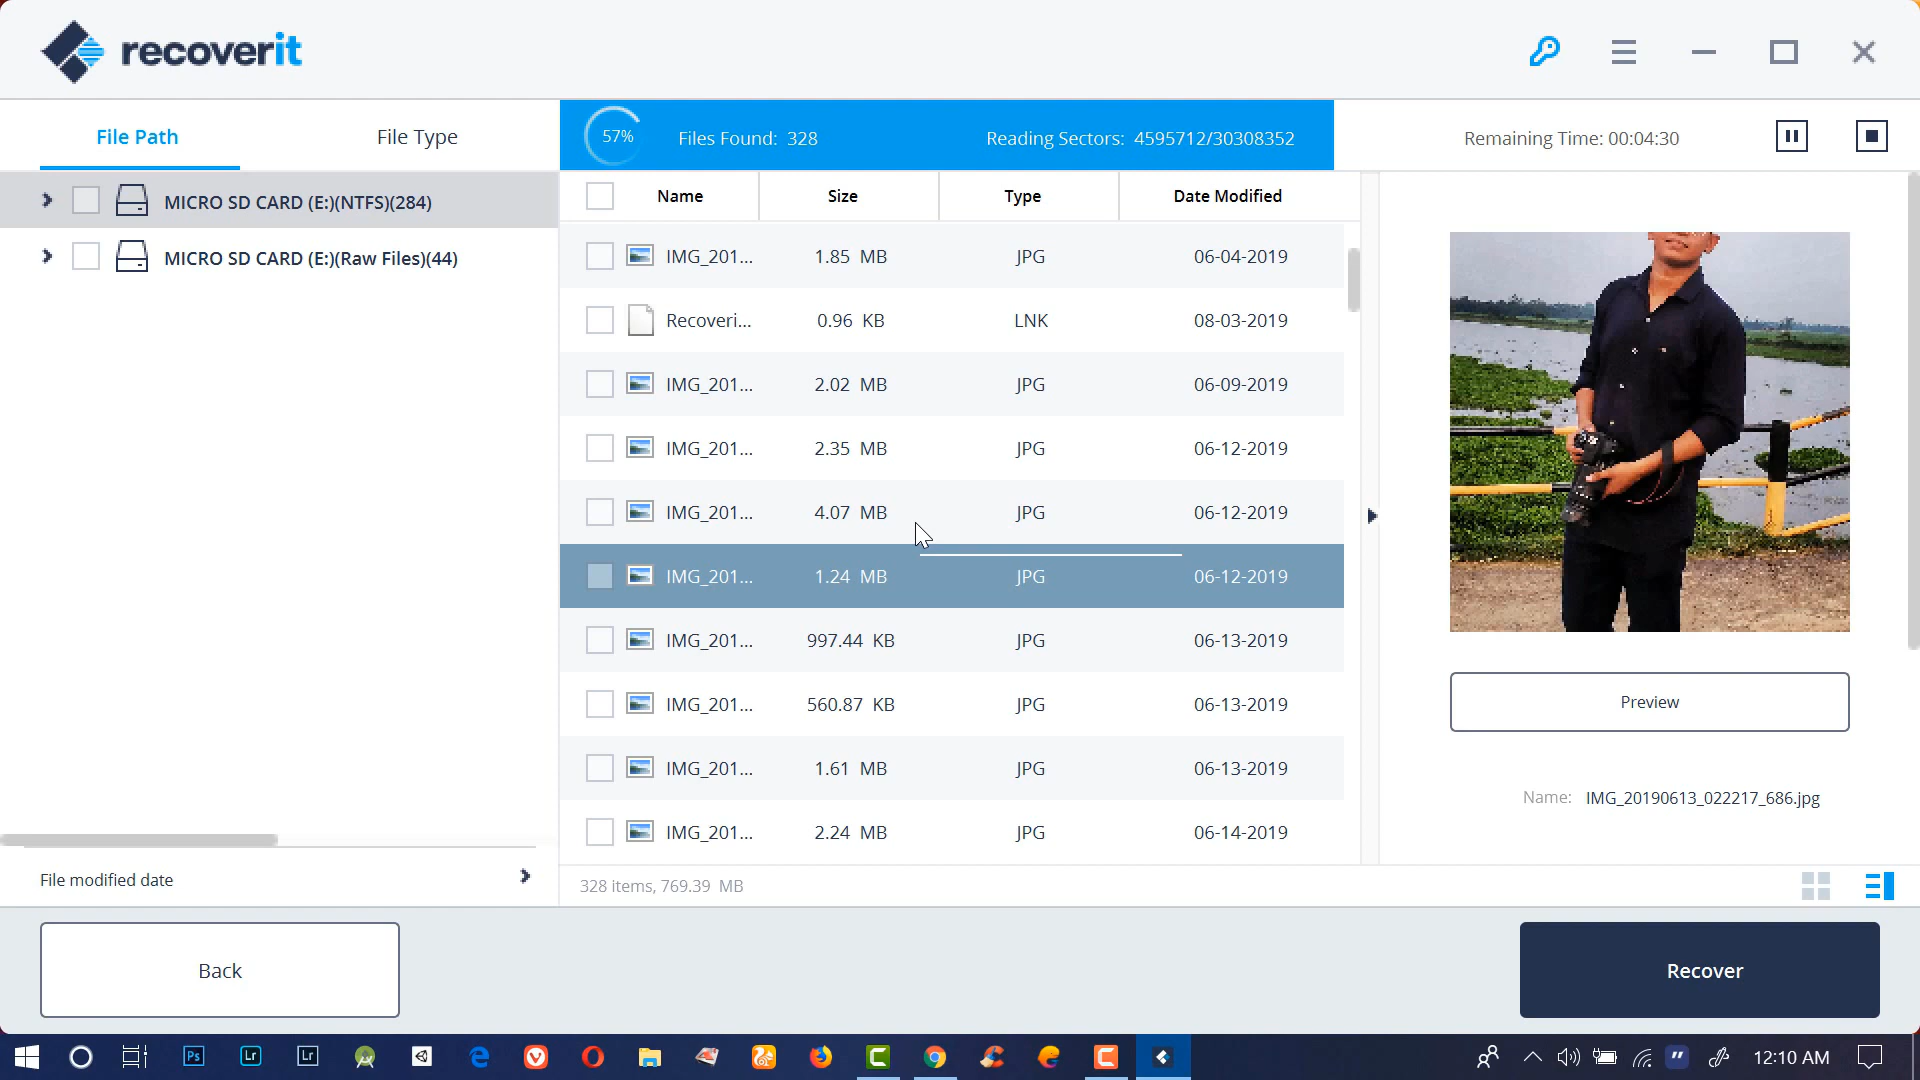 recoverit
File Path
File Type
57%
Files Found: 328
Reading Sectors: 4595712/30308352
Remaining Time: 00:04:30
MICRO SD CARD (E:)(NTFS)(284)
MICRO SD CARD (E:)(Raw Files)(44)
Name Size Type Date Modified
IMG_201... 1.85 MB JPG 06-04-2019
Recoveri... 0.96 KB LNK 08-03-2019
IMG_201... 2.02 MB JPG 06-09-2019
IMG_201... 2.35 MB JPG 06-12-2019
IMG_201... 4.07 MB JPG 06-12-2019
IMG_201... 1.24 MB JPG 06-12-2019
IMG_201... 997.44 KB JPG 06-13-2019
IMG_201... 560.87 KB JPG 06-13-2019
IMG_201... 1.61 MB JPG 06-13-2019
IMG_201... 2.24 MB JPG 06-14-2019
Preview
Name: IMG_20190613_022217_686.jpg
File modified date
328 items, 769.39 MB
Back
Recover
Ps
Lr
Lr
12:10 AM